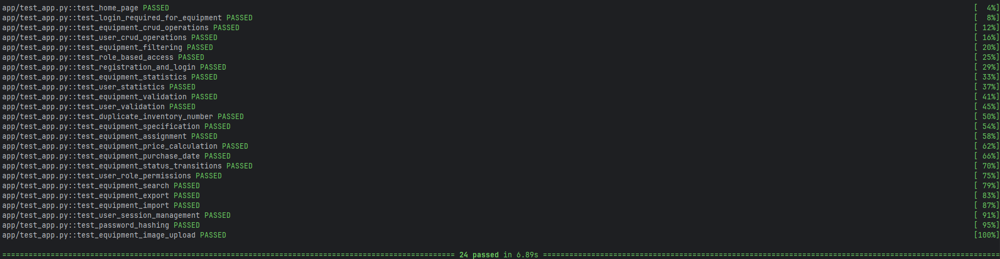 app/test_app.py::test_home_page PASSED [  4%]
app/test_app.py::test_login_required_for_equipment PASSED [  8%]
app/test_app.py::test_equipment_crud_operations PASSED [ 12%]
app/test_app.py::test_user_crud_operations PASSED [ 16%]
app/test_app.py::test_equipment_filtering PASSED [ 20%]
app/test_app.py::test_role_based_access PASSED [ 25%]
app/test_app.py::test_registration_and_login PASSED [ 29%]
app/test_app.py::test_equipment_statistics PASSED [ 33%]
app/test_app.py::test_user_statistics PASSED [ 37%]
app/test_app.py::test_equipment_validation PASSED [ 41%]
app/test_app.py::test_user_validation PASSED [ 45%]
app/test_app.py::test_duplicate_inventory_number PASSED [ 50%]
app/test_app.py::test_equipment_specification PASSED [ 54%]
app/test_app.py::test_equipment_assignment PASSED [ 58%]
app/test_app.py::test_equipment_price_calculation PASSED [ 62%]
app/test_app.py::test_equipment_purchase_date PASSED [ 66%]
app/test_app.py::test_equipment_status_transitions PASSED [ 70%]
app/test_app.py::test_user_role_permissions PASSED [ 75%]
app/test_app.py::test_equipment_search PASSED [ 79%]
app/test_app.py::test_equipment_export PASSED [ 83%]
app/test_app.py::test_equipment_import PASSED [ 87%]
app/test_app.py::test_user_session_management PASSED [ 91%]
app/test_app.py::test_password_hashing PASSED [ 95%]
app/test_app.py::test_equipment_image_upload PASSED [100%]
======================================================================================================= 24 passed in 6.89s ========================================================================================================